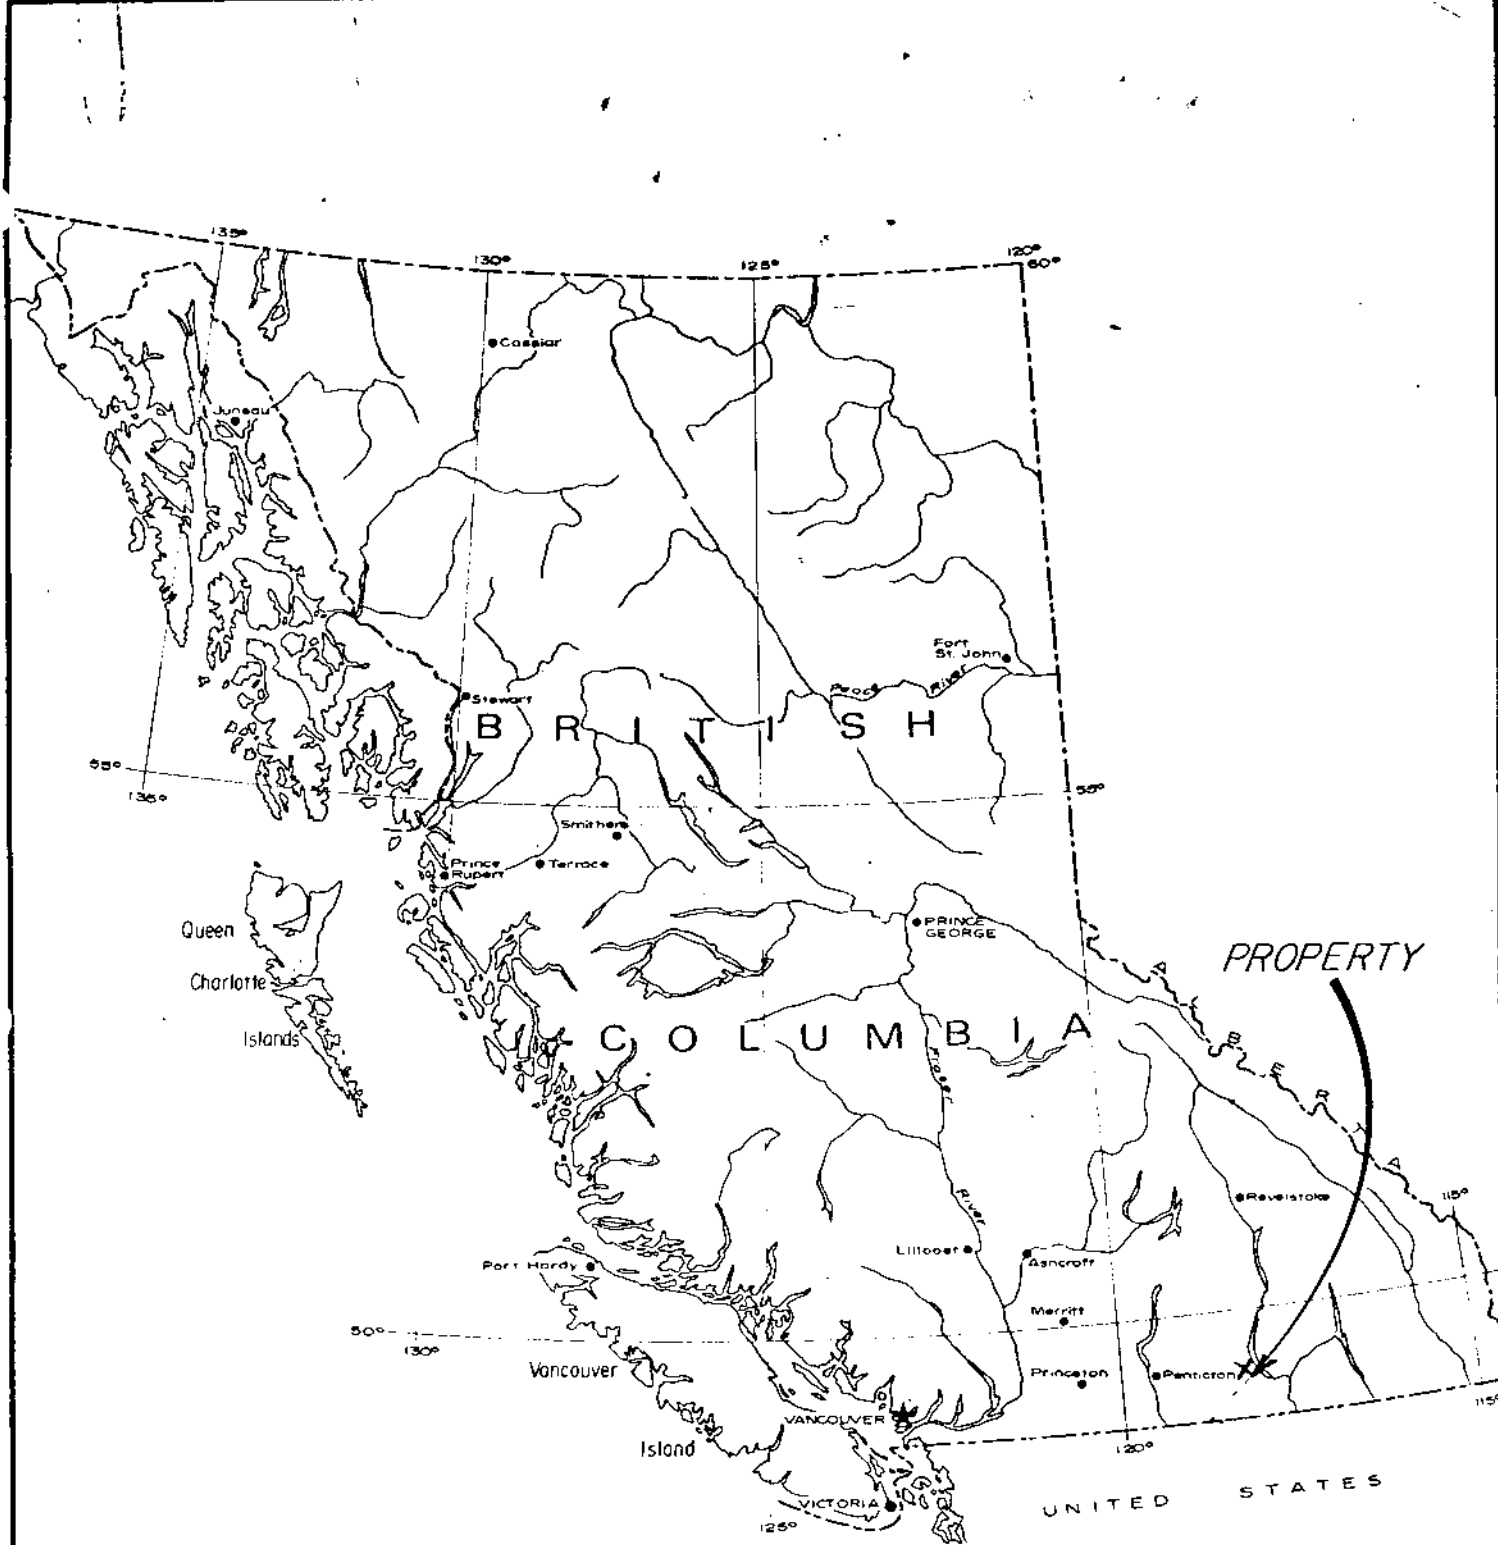 135°
130°
125°
120°
60°
Cassiar
Juneau
Fort
St. John
Peace River
Stewart
BRITISH
55°
135°
55°
Smithers
Prince
Rupert
Terrace
Queen
Charlotte
Islands
PRINCE
GEORGE
PROPERTY
COLUMBIA
ALBERTA
Fraser
River
Revelstoke
115°
Lillooet
Ashcroft
Port Hardy
Merritt
50°
130°
Vancouver
Princeton
Penticton
VANCOUVER
Island
120°
115°
VICTORIA
125°
UNITED STATES